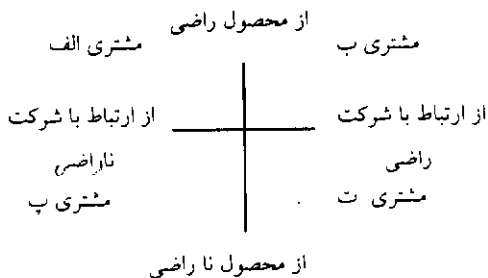 از محصول راضی
مشتری ب
مشتری الف
از ارتباط با شرکت
راضی
از ارتباط با شرکت
ناراضی
مشتری ت
مشتری پ
از محصول نا راضی